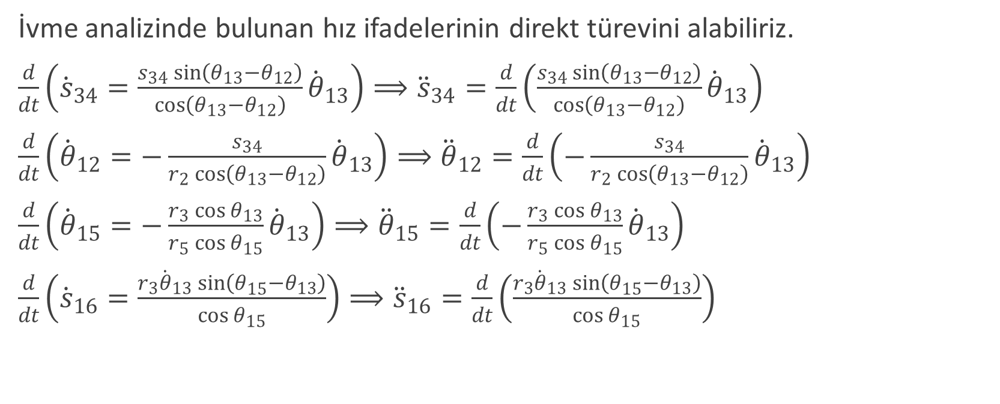 İvme analizinde bulunan hız ifadelerinin direkt türevini alabiliriz.
$\frac{d}{dt}\left(\dot{s}_{34} = \frac{s_{34} \sin(\theta_{13}-\theta_{12})}{\cos(\theta_{13}-\theta_{12})} \dot{\theta}_{13}\right) \Longrightarrow \ddot{s}_{34} = \frac{d}{dt}\left(\frac{s_{34} \sin(\theta_{13}-\theta_{12})}{\cos(\theta_{13}-\theta_{12})} \dot{\theta}_{13}\right)$
$\frac{d}{dt}\left(\dot{\theta}_{12} = -\frac{s_{34}}{r_2 \cos(\theta_{13}-\theta_{12})} \dot{\theta}_{13}\right) \Longrightarrow \ddot{\theta}_{12} = \frac{d}{dt}\left(-\frac{s_{34}}{r_2 \cos(\theta_{13}-\theta_{12})} \dot{\theta}_{13}\right)$
$\frac{d}{dt}\left(\dot{\theta}_{15} = -\frac{r_3 \cos \theta_{13}}{r_5 \cos \theta_{15}} \dot{\theta}_{13}\right) \Longrightarrow \ddot{\theta}_{15} = \frac{d}{dt}\left(-\frac{r_3 \cos \theta_{13}}{r_5 \cos \theta_{15}} \dot{\theta}_{13}\right)$
$\frac{d}{dt}\left(\dot{s}_{16} = \frac{r_3 \dot{\theta}_{13} \sin(\theta_{15}-\theta_{13})}{\cos \theta_{15}}\right) \Longrightarrow \ddot{s}_{16} = \frac{d}{dt}\left(\frac{r_3 \dot{\theta}_{13} \sin(\theta_{15}-\theta_{13})}{\cos \theta_{15}}\right)$